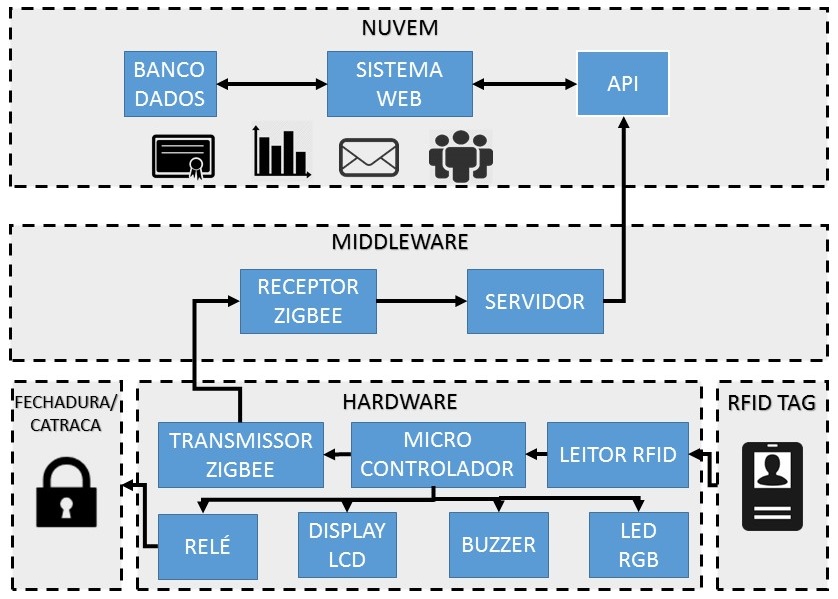 NUVEM
BANCO
DADOS
SISTEMA
WEB
API
MIDDLEWARE
RECEPTOR
ZIGBEE
SERVIDOR
FECHADURA/
CATRACA
HARDWARE
TRANSMISSOR
ZIGBEE
MICRO
CONTROLADOR
LEITOR RFID
RELÉ
DISPLAY
LCD
BUZZER
LED
RGB
RFID TAG